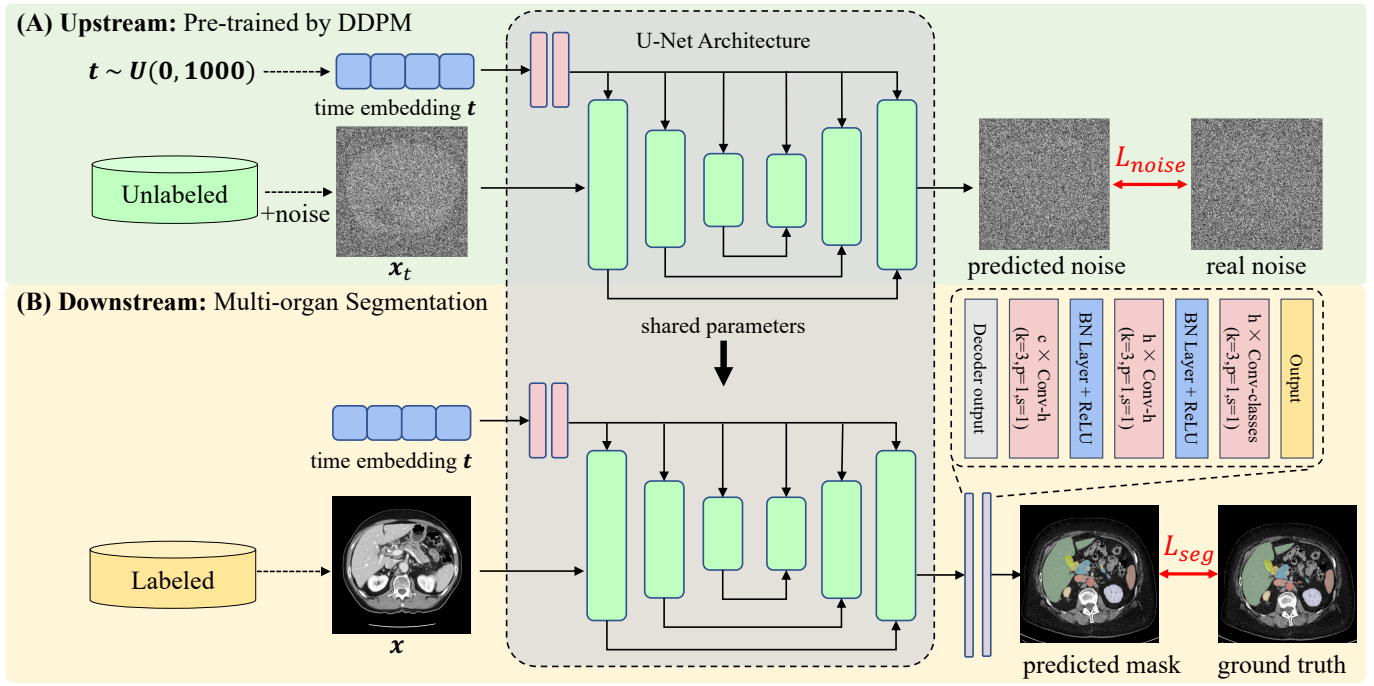 (A) Upstream: Pre-trained by DDPM
U-Net Architecture
t ~ U(0, 1000)
time embedding t
Unlabeled
+noise
x_t
L_noise
predicted noise
real noise
(B) Downstream: Multi-organ Segmentation
shared parameters
Decoder output
c × Conv-h
(k=3,p=1,s=1)
BN Layer + ReLU
h × Conv-h
(k=3,p=1,s=1)
BN Layer + ReLU
h × Conv-classes
(k=3,p=1,s=1)
Output
time embedding t
Labeled
x
L_seg
predicted mask
ground truth